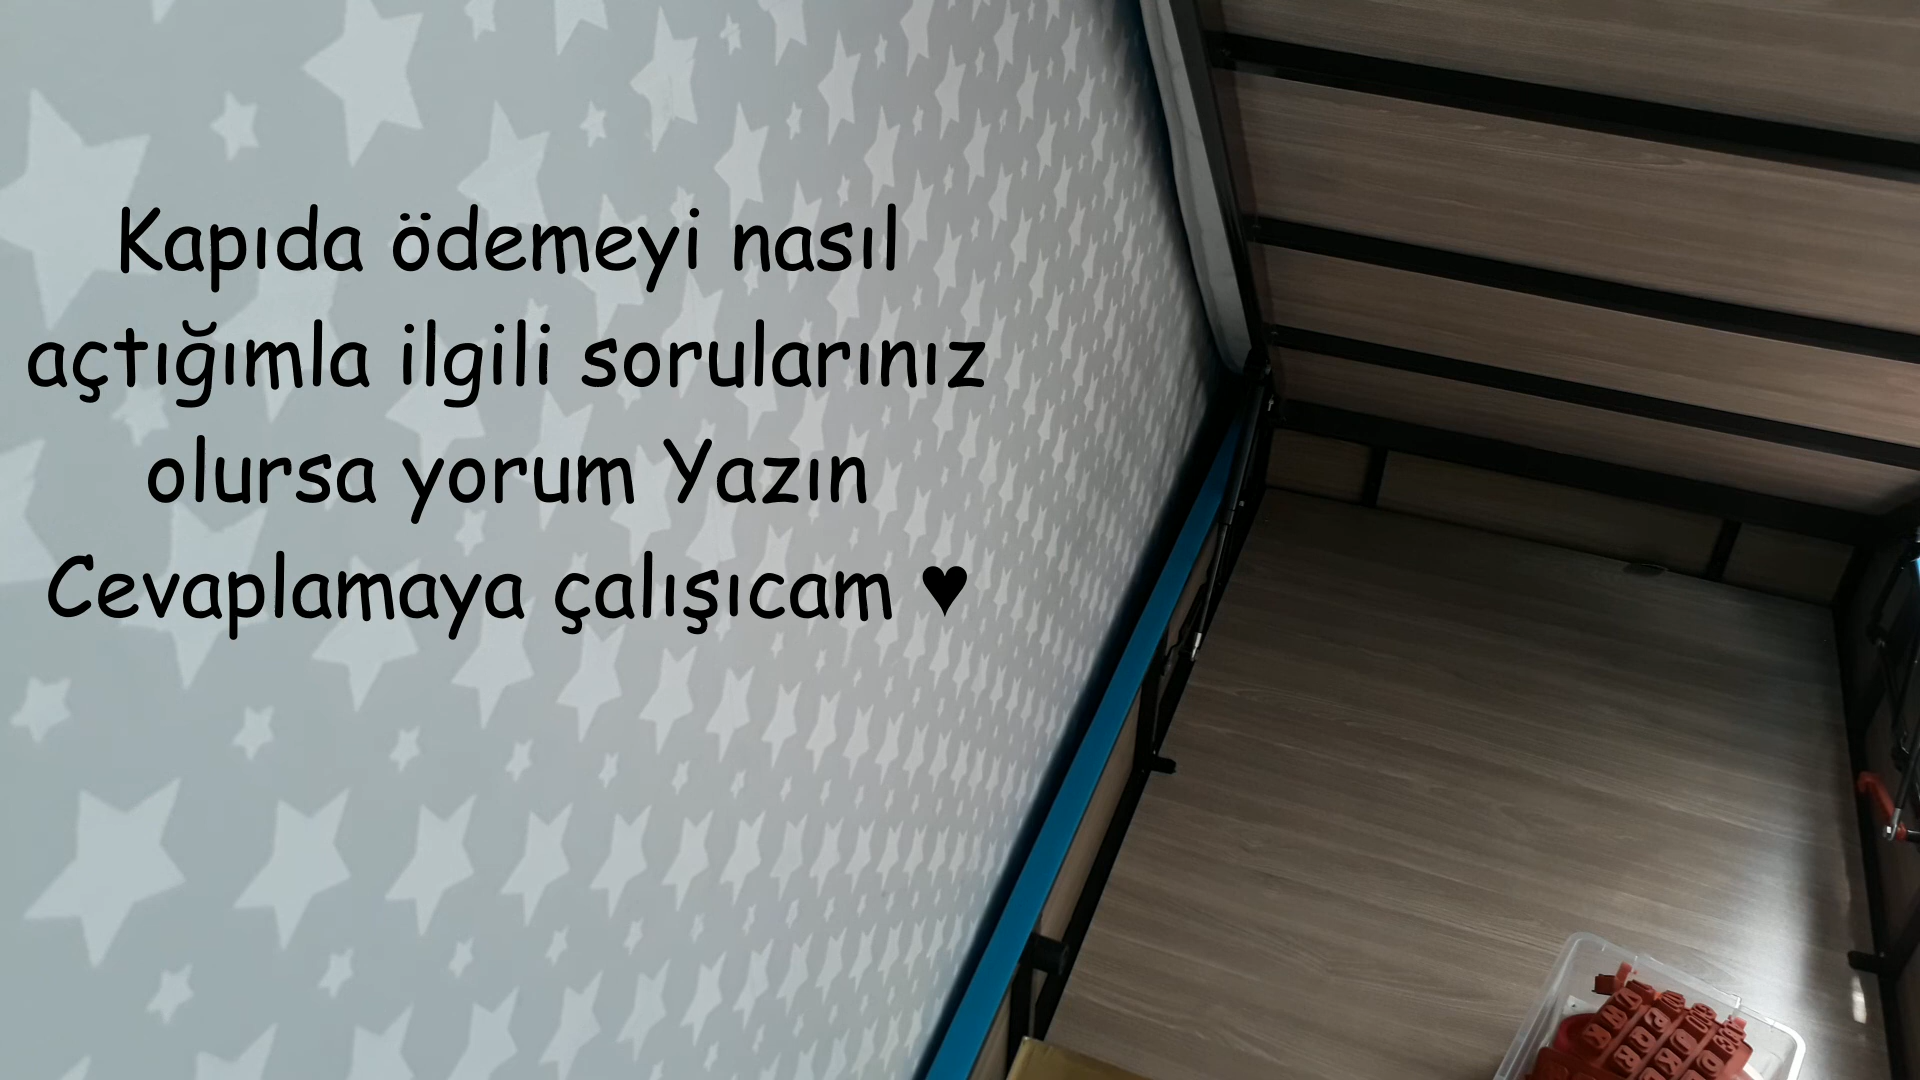 Kapıda ödemeyi nasıl
açtığımla ilgili sorularınız
olursa yorum Yazın
Cevaplamaya çalışıcam ♥